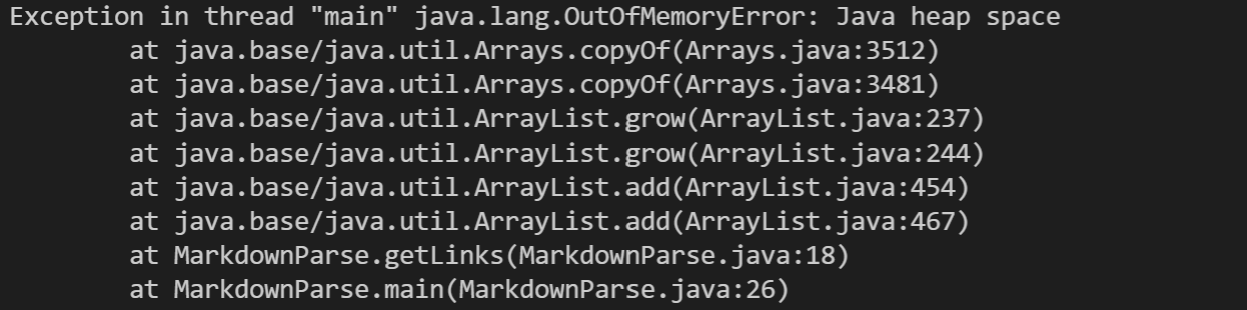 Exception in thread "main" java.lang.OutOfMemoryError: Java heap space
        at java.base/java.util.Arrays.copyOf(Arrays.java:3512)
        at java.base/java.util.Arrays.copyOf(Arrays.java:3481)
        at java.base/java.util.ArrayList.grow(ArrayList.java:237)
        at java.base/java.util.ArrayList.grow(ArrayList.java:244)
        at java.base/java.util.ArrayList.add(ArrayList.java:454)
        at java.base/java.util.ArrayList.add(ArrayList.java:467)
        at MarkdownParse.getLinks(MarkdownParse.java:18)
        at MarkdownParse.main(MarkdownParse.java:26)